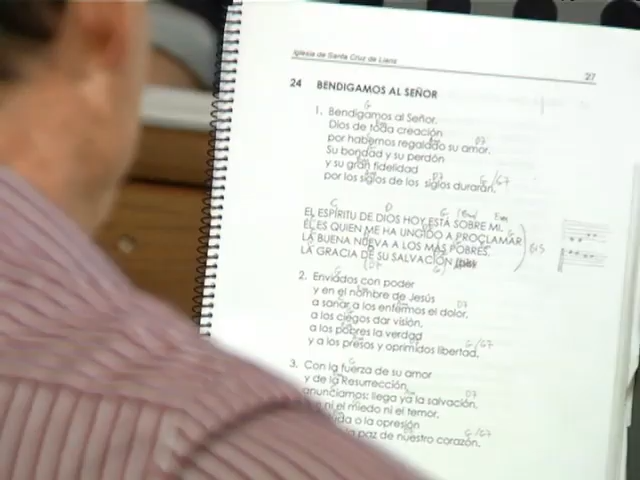 Iglesia de Santa Cruz de Lians
27
24 BENDIGAMOS AL SEÑOR
1. Bendigamos al Señor,
Dios de toda creación
por habernos regalado su amor.
Su bondad y su perdón
y su gran fidelidad
por los siglos de los siglos durarán.
EL ESPÍRITU DE DIOS HOY ESTÁ SOBRE MI.
ÉL ES QUIEN ME HA UNGIDO A PROCLAMAR
LA BUENA NUEVA A LOS MÁS POBRES.
LA GRACIA DE SU SALVACIÓN
2. Enviados con poder
y en el nombre de Jesús
a sanar a los enfermos el dolor,
a los ciegos dar visión,
a los pobres la verdad
y a los presos y oprimidos libertad.
3. Con la fuerza de su amor
y de la Resurrección
anunciamos: llega ya la salvación,
ni el miedo ni el temor,
o la opresión
paz de nuestro corazón.